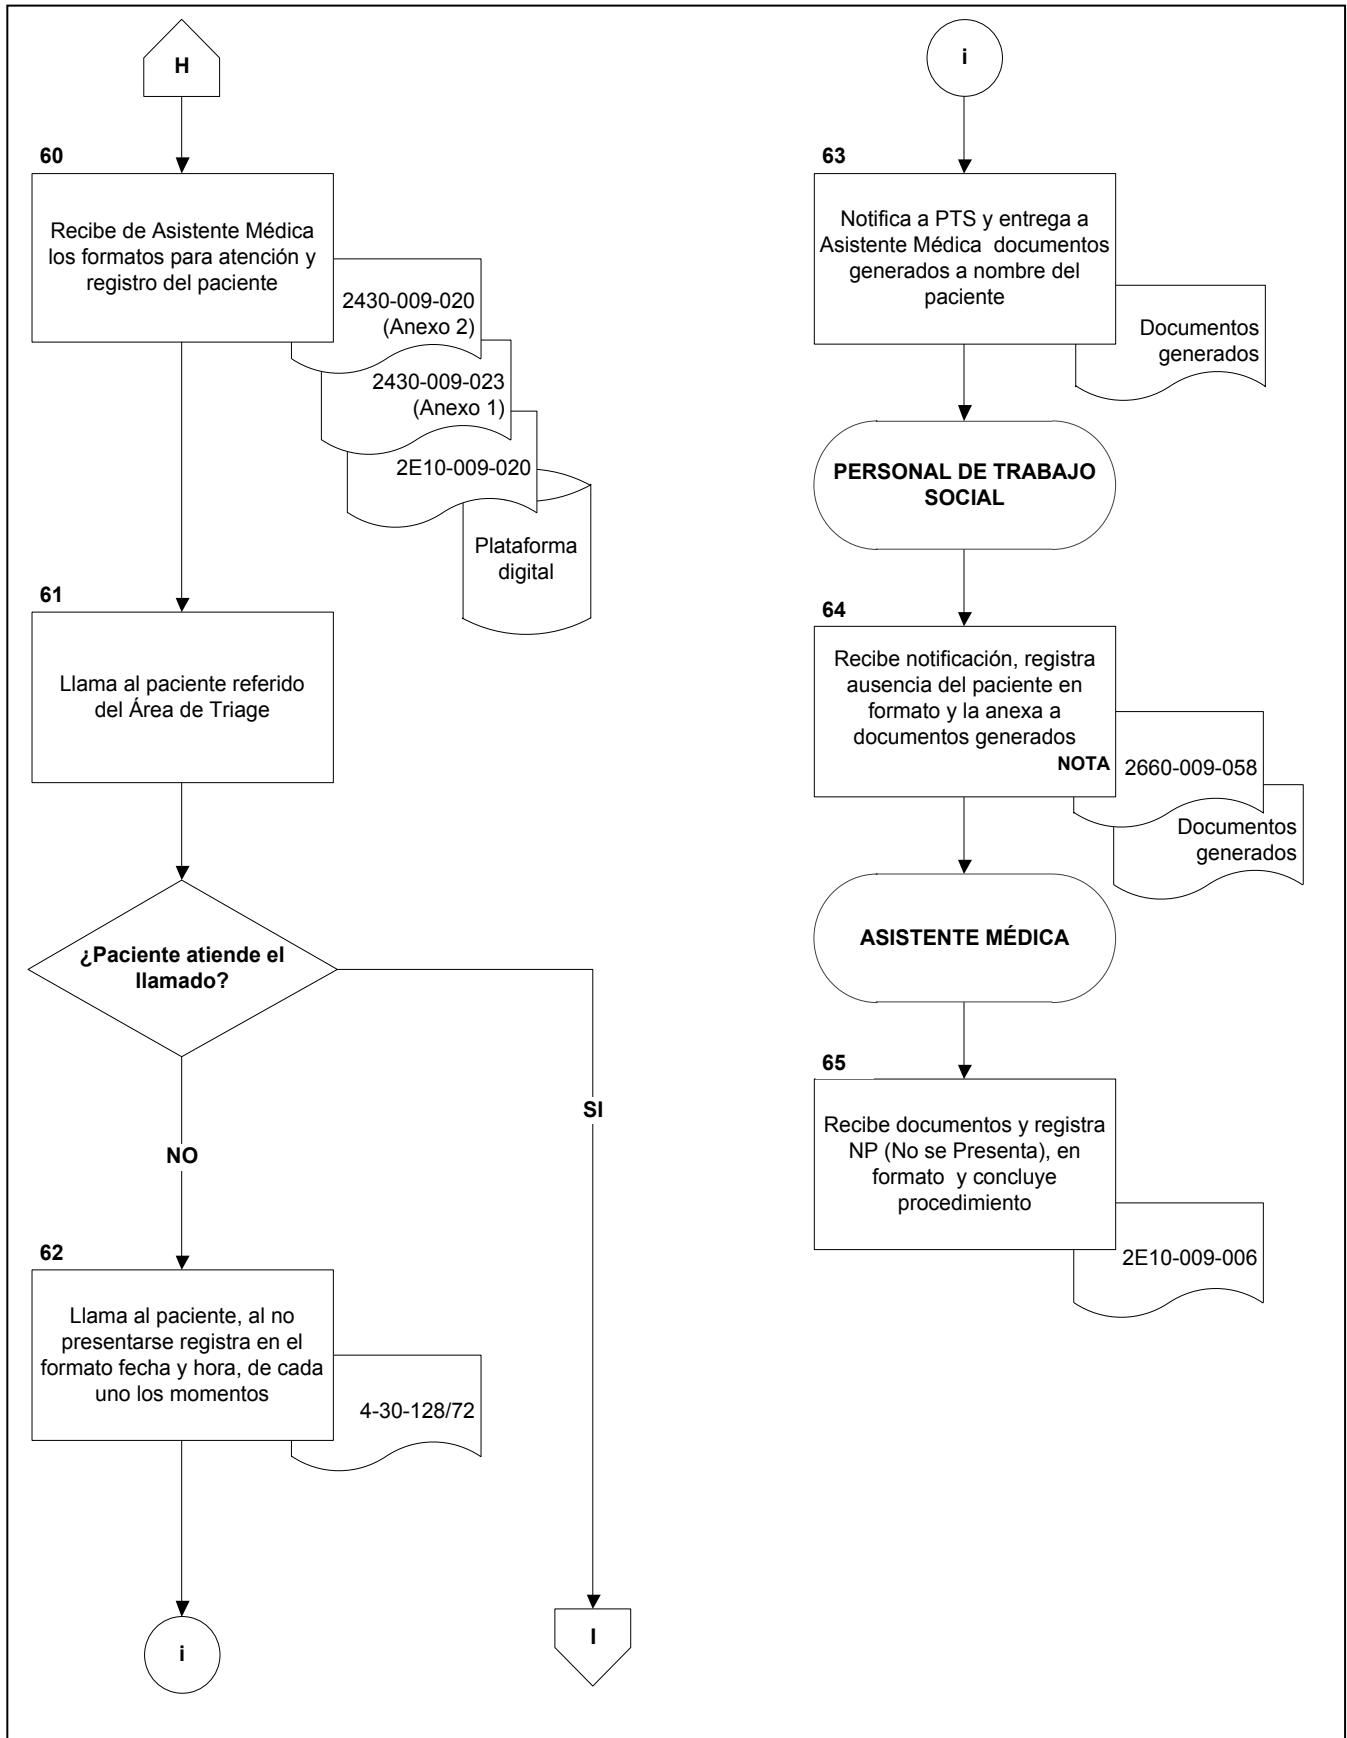 H
60
Recibe de Asistente Médica
los formatos para atención y
registro del paciente
2430-009-020
(Anexo 2)
2430-009-023
(Anexo 1)
2E10-009-020
Plataforma
digital
61
Llama al paciente referido
del Área de Triage
¿Paciente atiende el
llamado?
SI
NO
62
Llama al paciente, al no
presentarse registra en el
formato fecha y hora, de cada
uno los momentos
4-30-128/72
i
I
i
63
Notifica a PTS y entrega a
Asistente Médica documentos
generados a nombre del
paciente
Documentos
generados
PERSONAL DE TRABAJO
SOCIAL
64
Recibe notificación, registra
ausencia del paciente en
formato y la anexa a
documentos generados
NOTA
2660-009-058
Documentos
generados
ASISTENTE MÉDICA
65
Recibe documentos y registra
NP (No se Presenta), en
formato y concluye
procedimiento
2E10-009-006